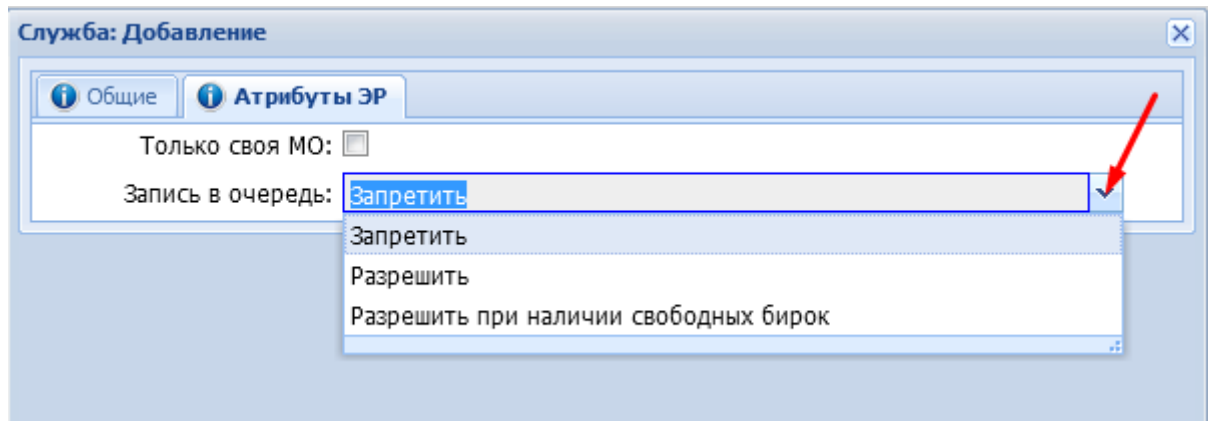 Служба: Добавление
Общие
Атрибуты ЭР
Только своя МО:
Запись в очередь: Запретить
Запретить
Разрешить
Разрешить при наличии свободных бирок